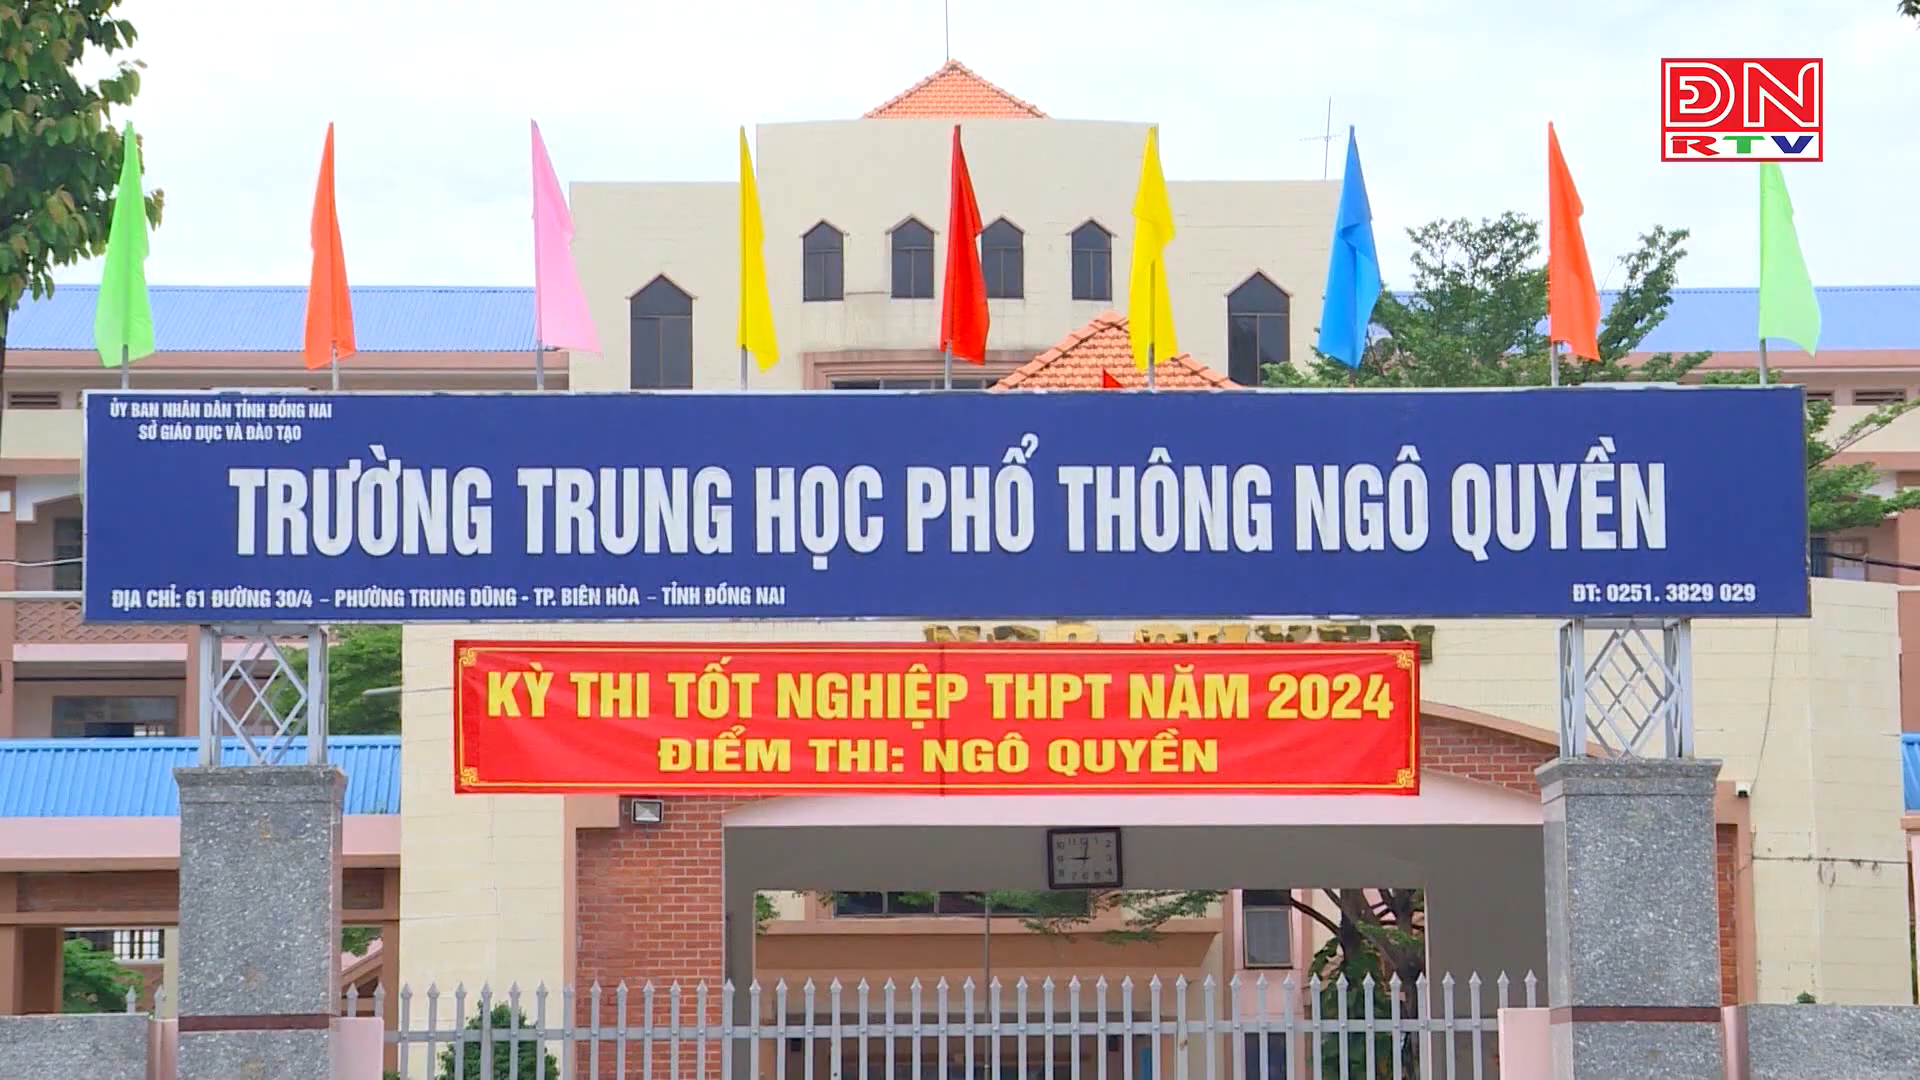 ĐN
RTV
ỦY BAN NHÂN DÂN TỈNH ĐỒNG NAI
SỞ GIÁO DỤC VÀ ĐÀO TẠO
TRƯỜNG TRUNG HỌC PHỔ THÔNG NGÔ QUYỀN
ĐỊA CHỈ: 61 ĐƯỜNG 30/4 – PHƯỜNG TRUNG DŨNG - TP. BIÊN HÒA – TỈNH ĐỒNG NAI
ĐT: 0251. 3829 029
KỲ THI TỐT NGHIỆP THPT NĂM 2024
ĐIỂM THI: NGÔ QUYỀN